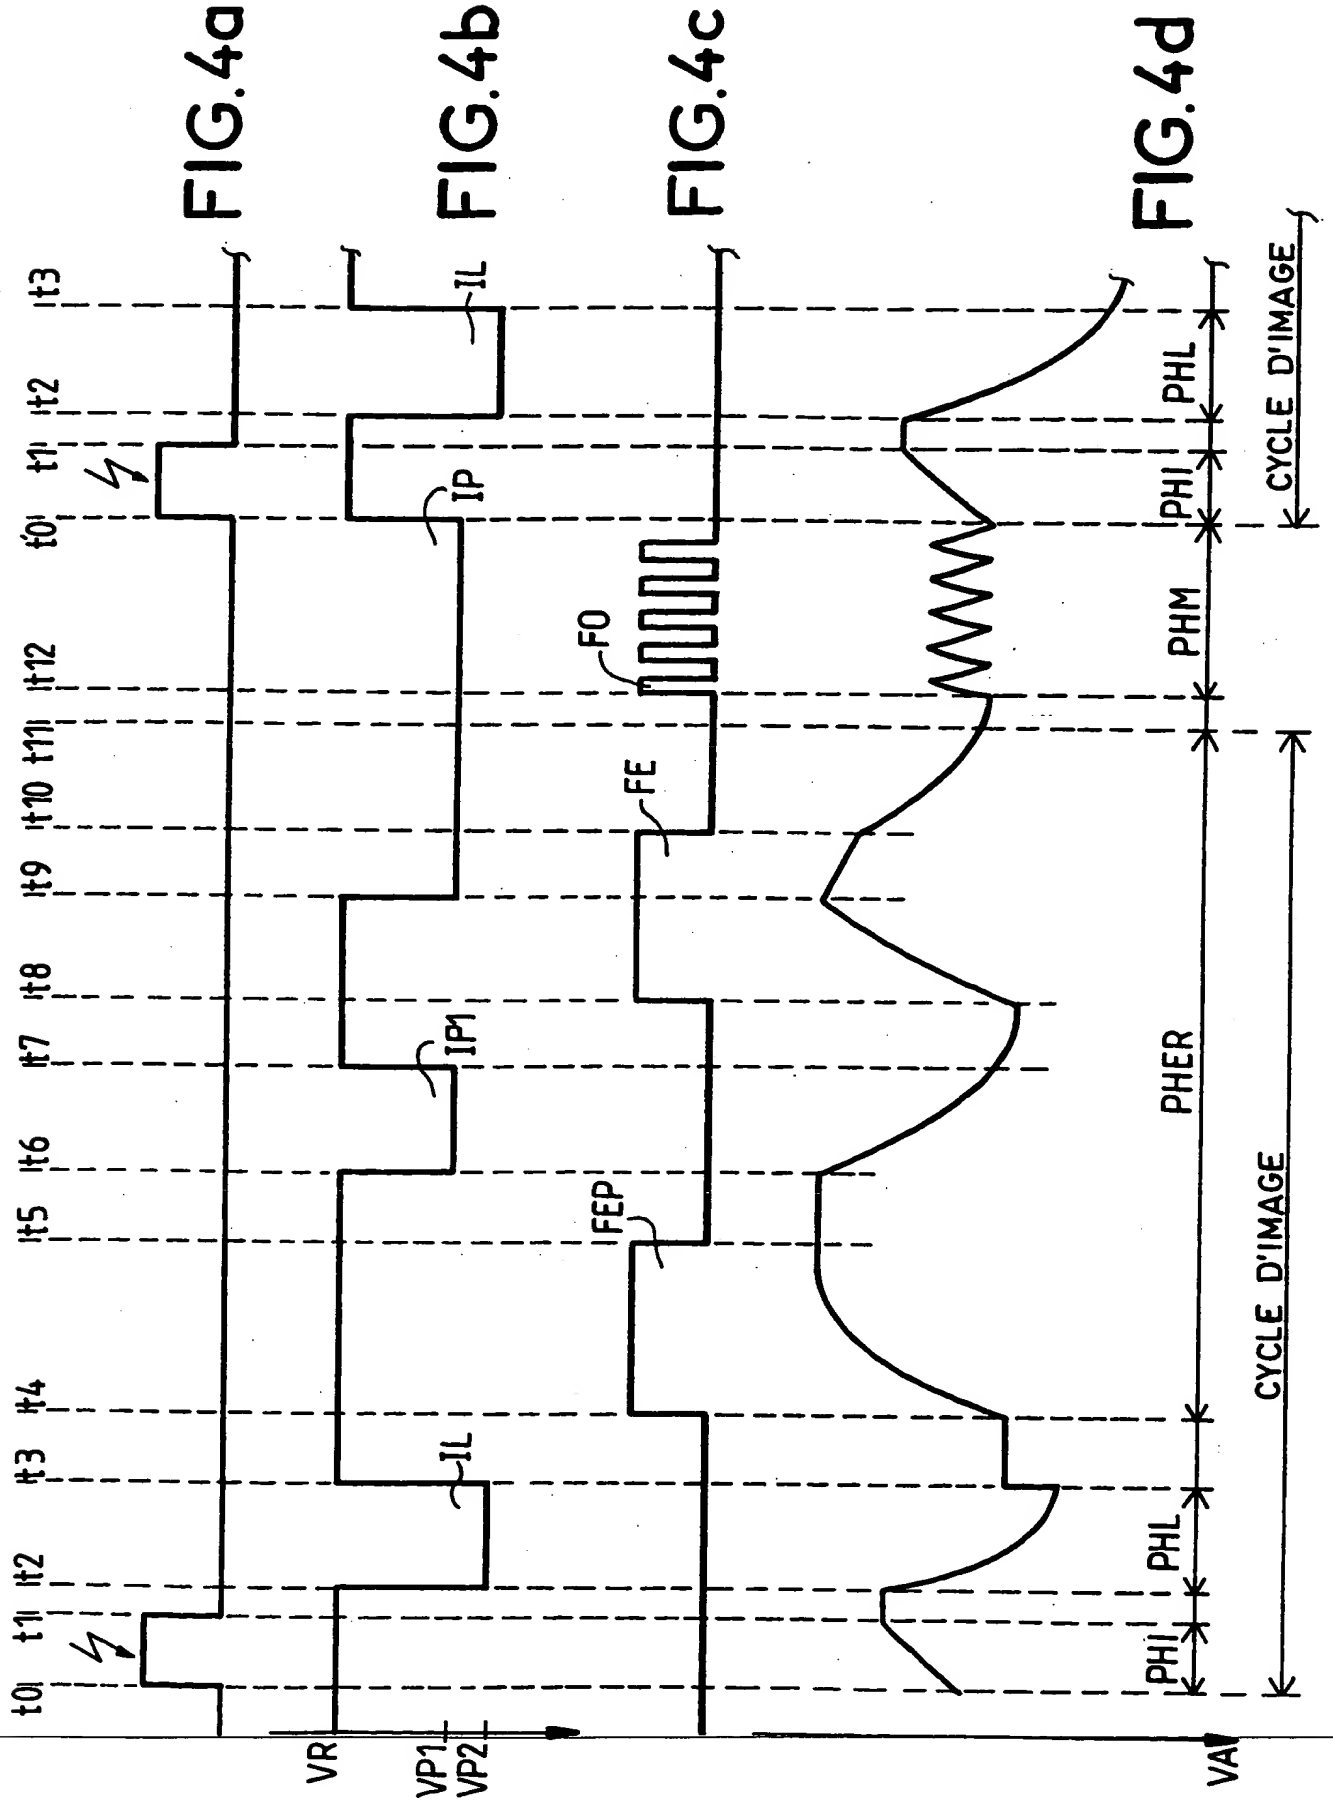 t0 t1 t2 t3 t4 t5 t6 t7 t8 t9 t10 t11 t12 t'0 t1 t2 t3
FIG.4a
VR
VP1
VP2
IL
IP1
IP
IL
FIG.4b
FEP
FE
FO
FIG.4c
VA
PHI
PHL
PHER
PHM
PHI
PHL
FIG.4d
CYCLE D'IMAGE
CYCLE D'IMAGE